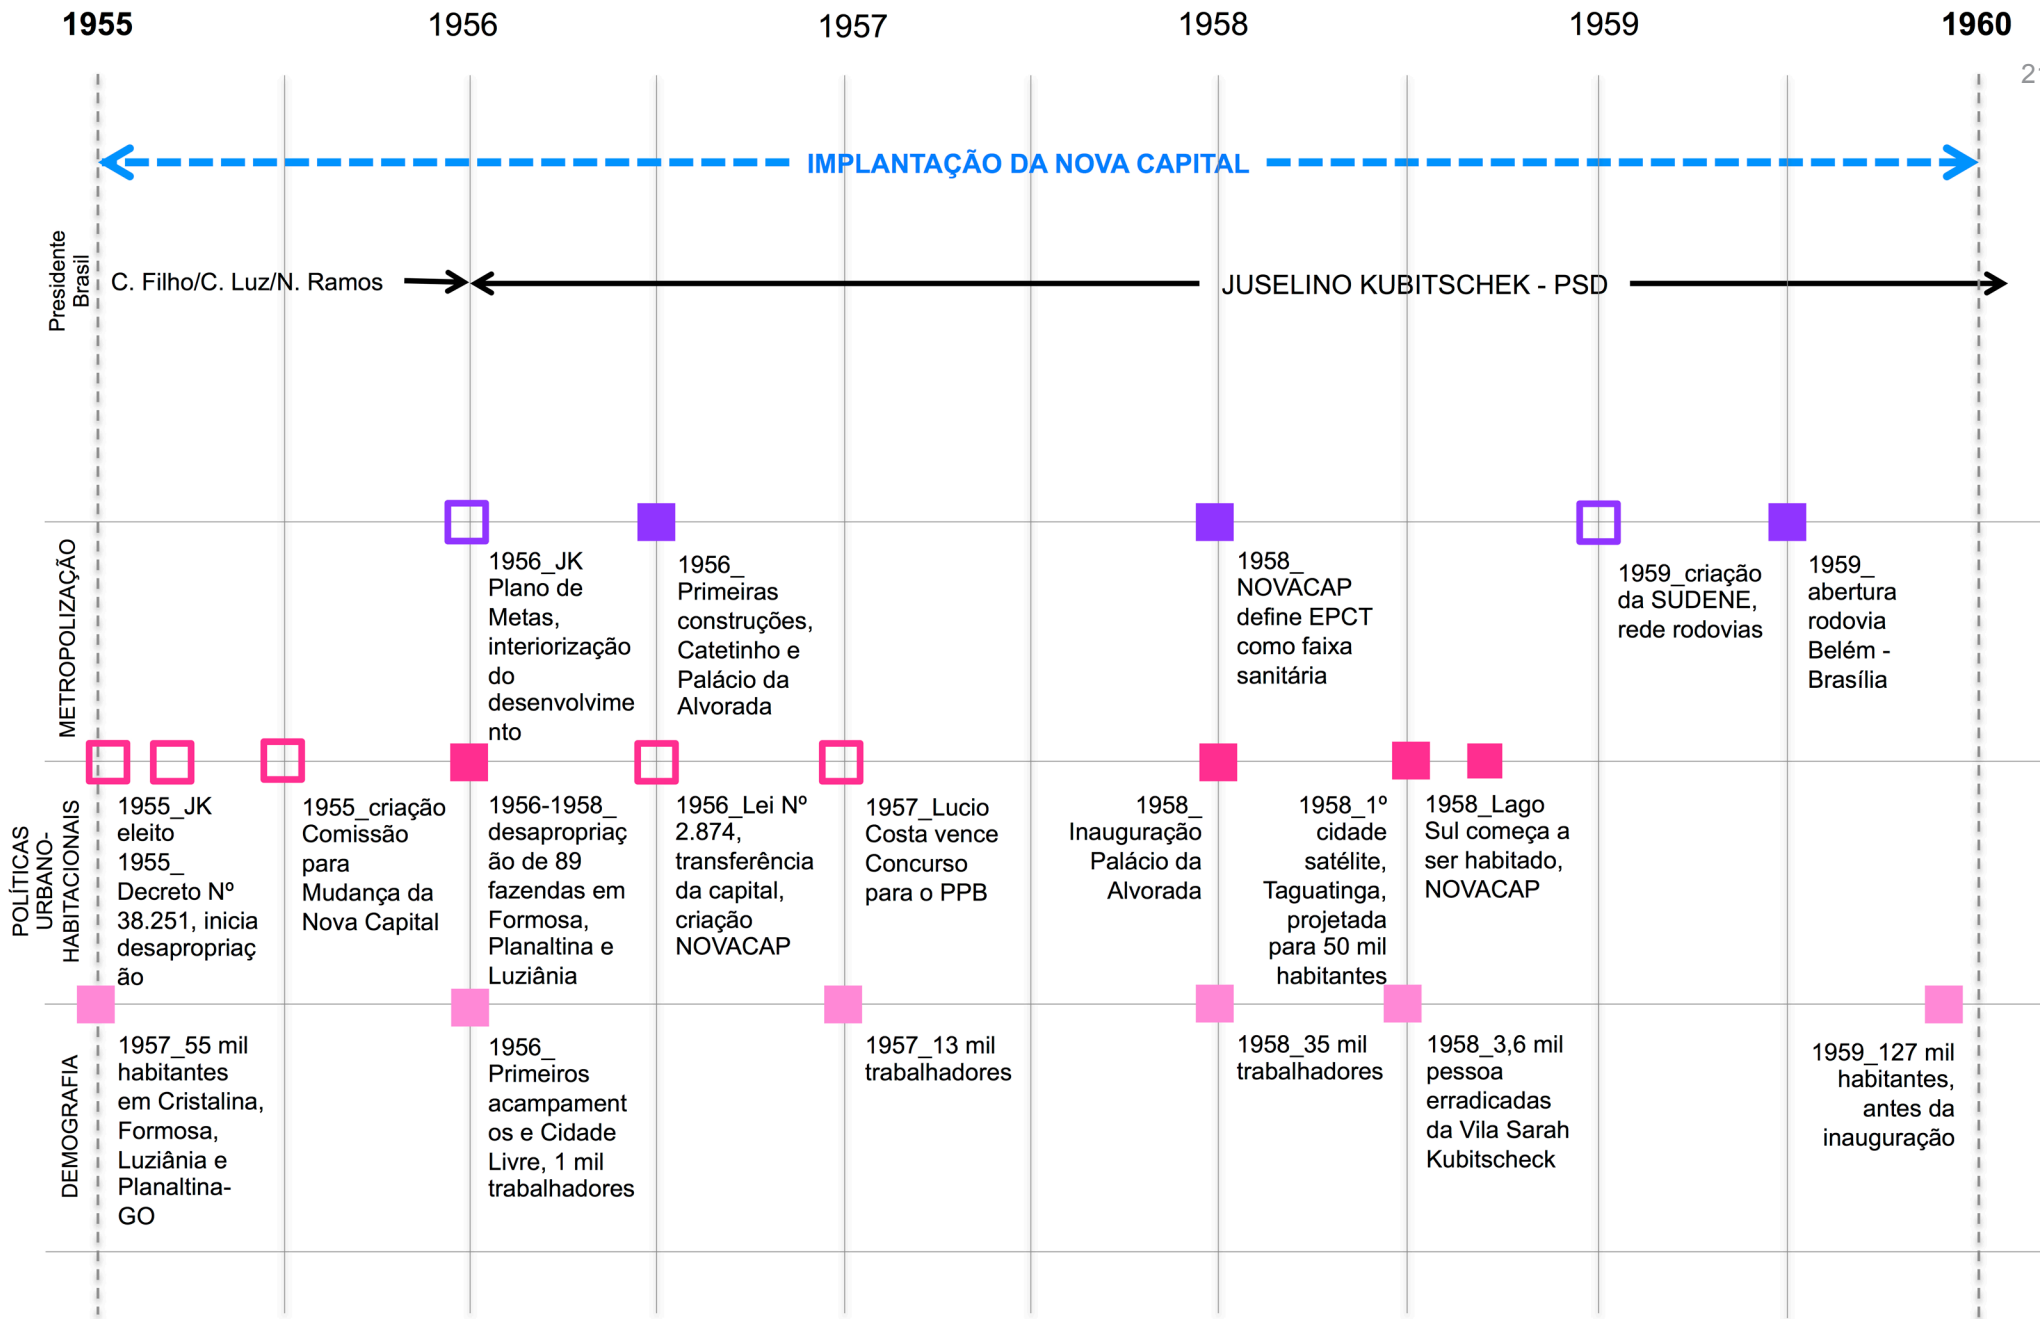 1955
1956
1957
1958
1959
1960
IMPLANTAÇÃO DA NOVA CAPITAL
Presidente
Brasil
C. Filho/C. Luz/N. Ramos
JUSELINO KUBITSCHEK - PSD
METROPOLIZAÇÃO
1956_JK
Plano de
Metas,
interiorização
do
desenvolvime
nto
1956_
Primeiras
construções,
Catetinho e
Palácio da
Alvorada
1958_
NOVACAP
define EPCT
como faixa
sanitária
1959_criação
da SUDENE,
rede rodovias
1959_
abertura
rodovia
Belém -
Brasília
POLÍTICAS
URBANO-
HABITACIONAIS
1955_JK
eleito
1955_
Decreto Nº
38.251, inicia
desapropriaç
ão
1955_criação
Comissão
para
Mudança da
Nova Capital
1956-1958_
desapropriaç
ão de 89
fazendas em
Formosa,
Planaltina e
Luziânia
1956_Lei Nº
2.874,
transferência
da capital,
criação
NOVACAP
1957_Lucio
Costa vence
Concurso
para o PPB
1958_
Inauguração
Palácio da
Alvorada
1958_1º
cidade
satélite,
Taguatinga,
projetada
para 50 mil
habitantes
1958_Lago
Sul começa a
ser habitado,
NOVACAP
DEMOGRAFIA
1957_55 mil
habitantes
em Cristalina,
Formosa,
Luziânia e
Planaltina-
GO
1956_
Primeiros
acampament
os e Cidade
Livre, 1 mil
trabalhadores
1957_13 mil
trabalhadores
1958_35 mil
trabalhadores
1958_3,6 mil
pessoa
erradicadas
da Vila Sarah
Kubitscheck
1959_127 mil
habitantes,
antes da
inauguração